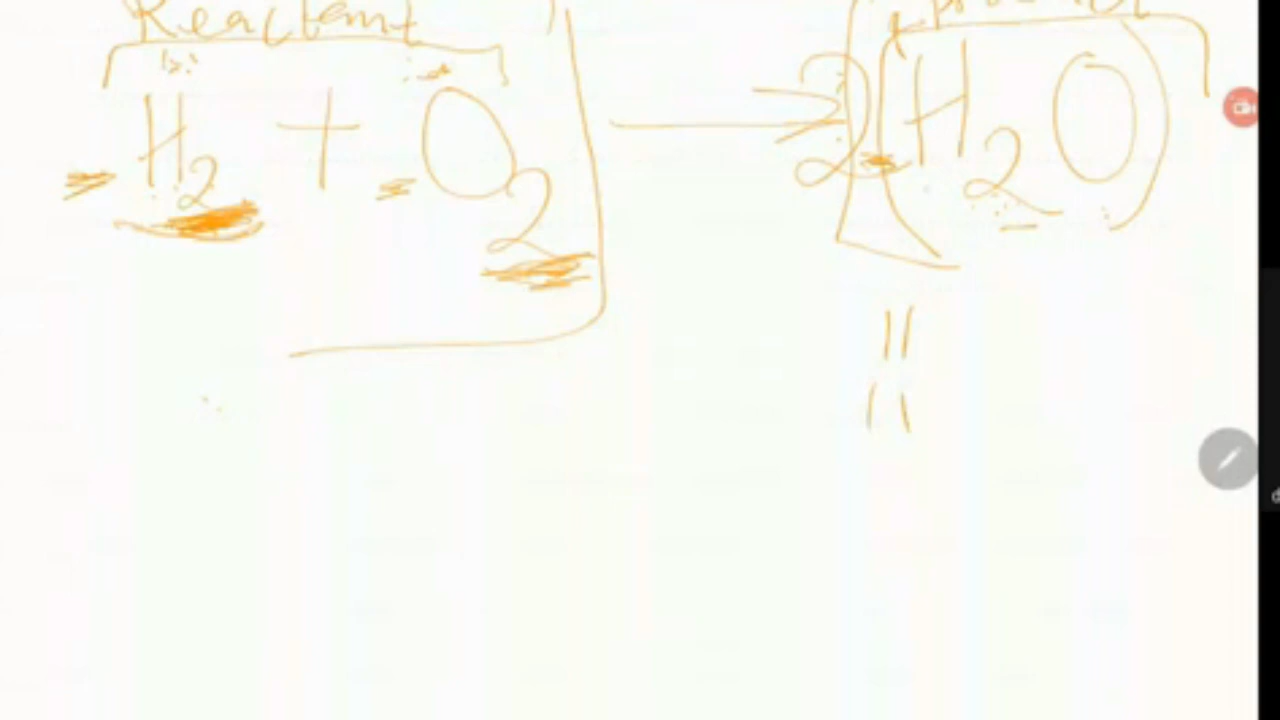 Reactant
H₂ + O₂ → 2 H₂O